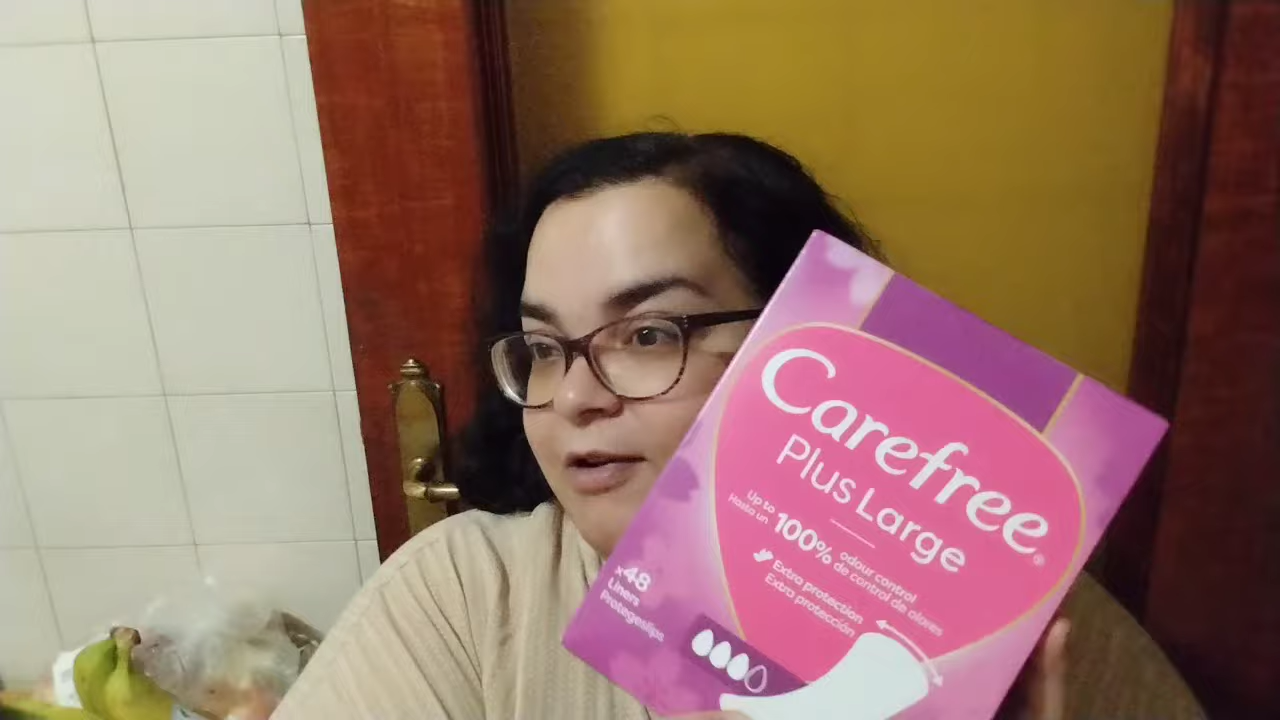 Carefree®
Plus Large
Up to
Hasta un
100%
odour control
de control de olores
Extra protection
Extra protección
x48
Liners
Protegeslips